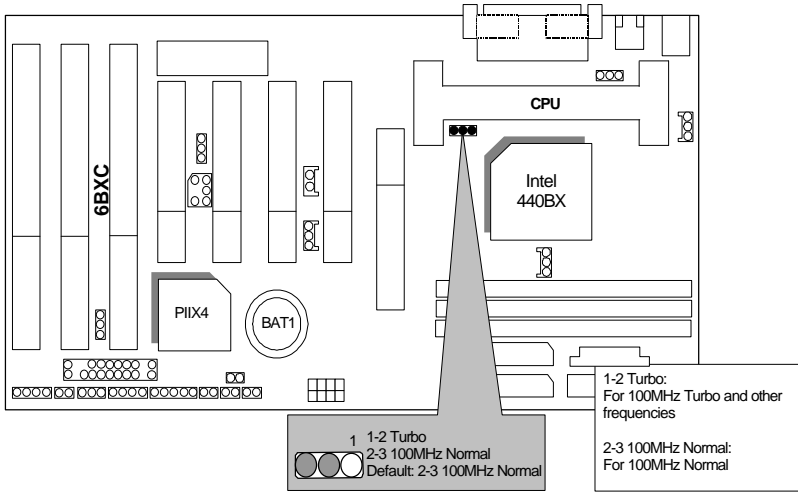 CPU
6BXC
Intel
440BX
PIIX4
BAT1
1
1-2 Turbo
2-3 100MHz Normal
Default: 2-3 100MHz Normal
1-2 Turbo:
For 100MHz Turbo and other
frequencies
2-3 100MHz Normal:
For 100MHz Normal